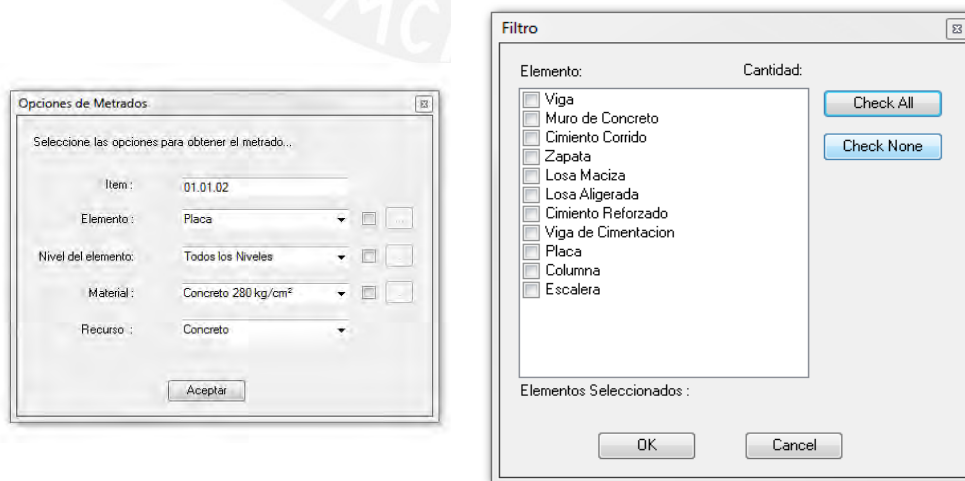 MC
Opciones de Metrados
Seleccione las opciones para obtener el metrado...
Item : 01.01.02
Elemento : Placa
Nivel del elemento: Todos los Niveles
Material : Concreto 280 kg/cm²
Recurso : Concreto
Aceptar
Filtro
Elemento: Cantidad:
Viga
Muro de Concreto
Cimiento Corrido
Zapata
Losa Maciza
Losa Aligerada
Cimiento Reforzado
Viga de Cimentacion
Placa
Columna
Escalera
Check All
Check None
Elementos Seleccionados :
OK Cancel